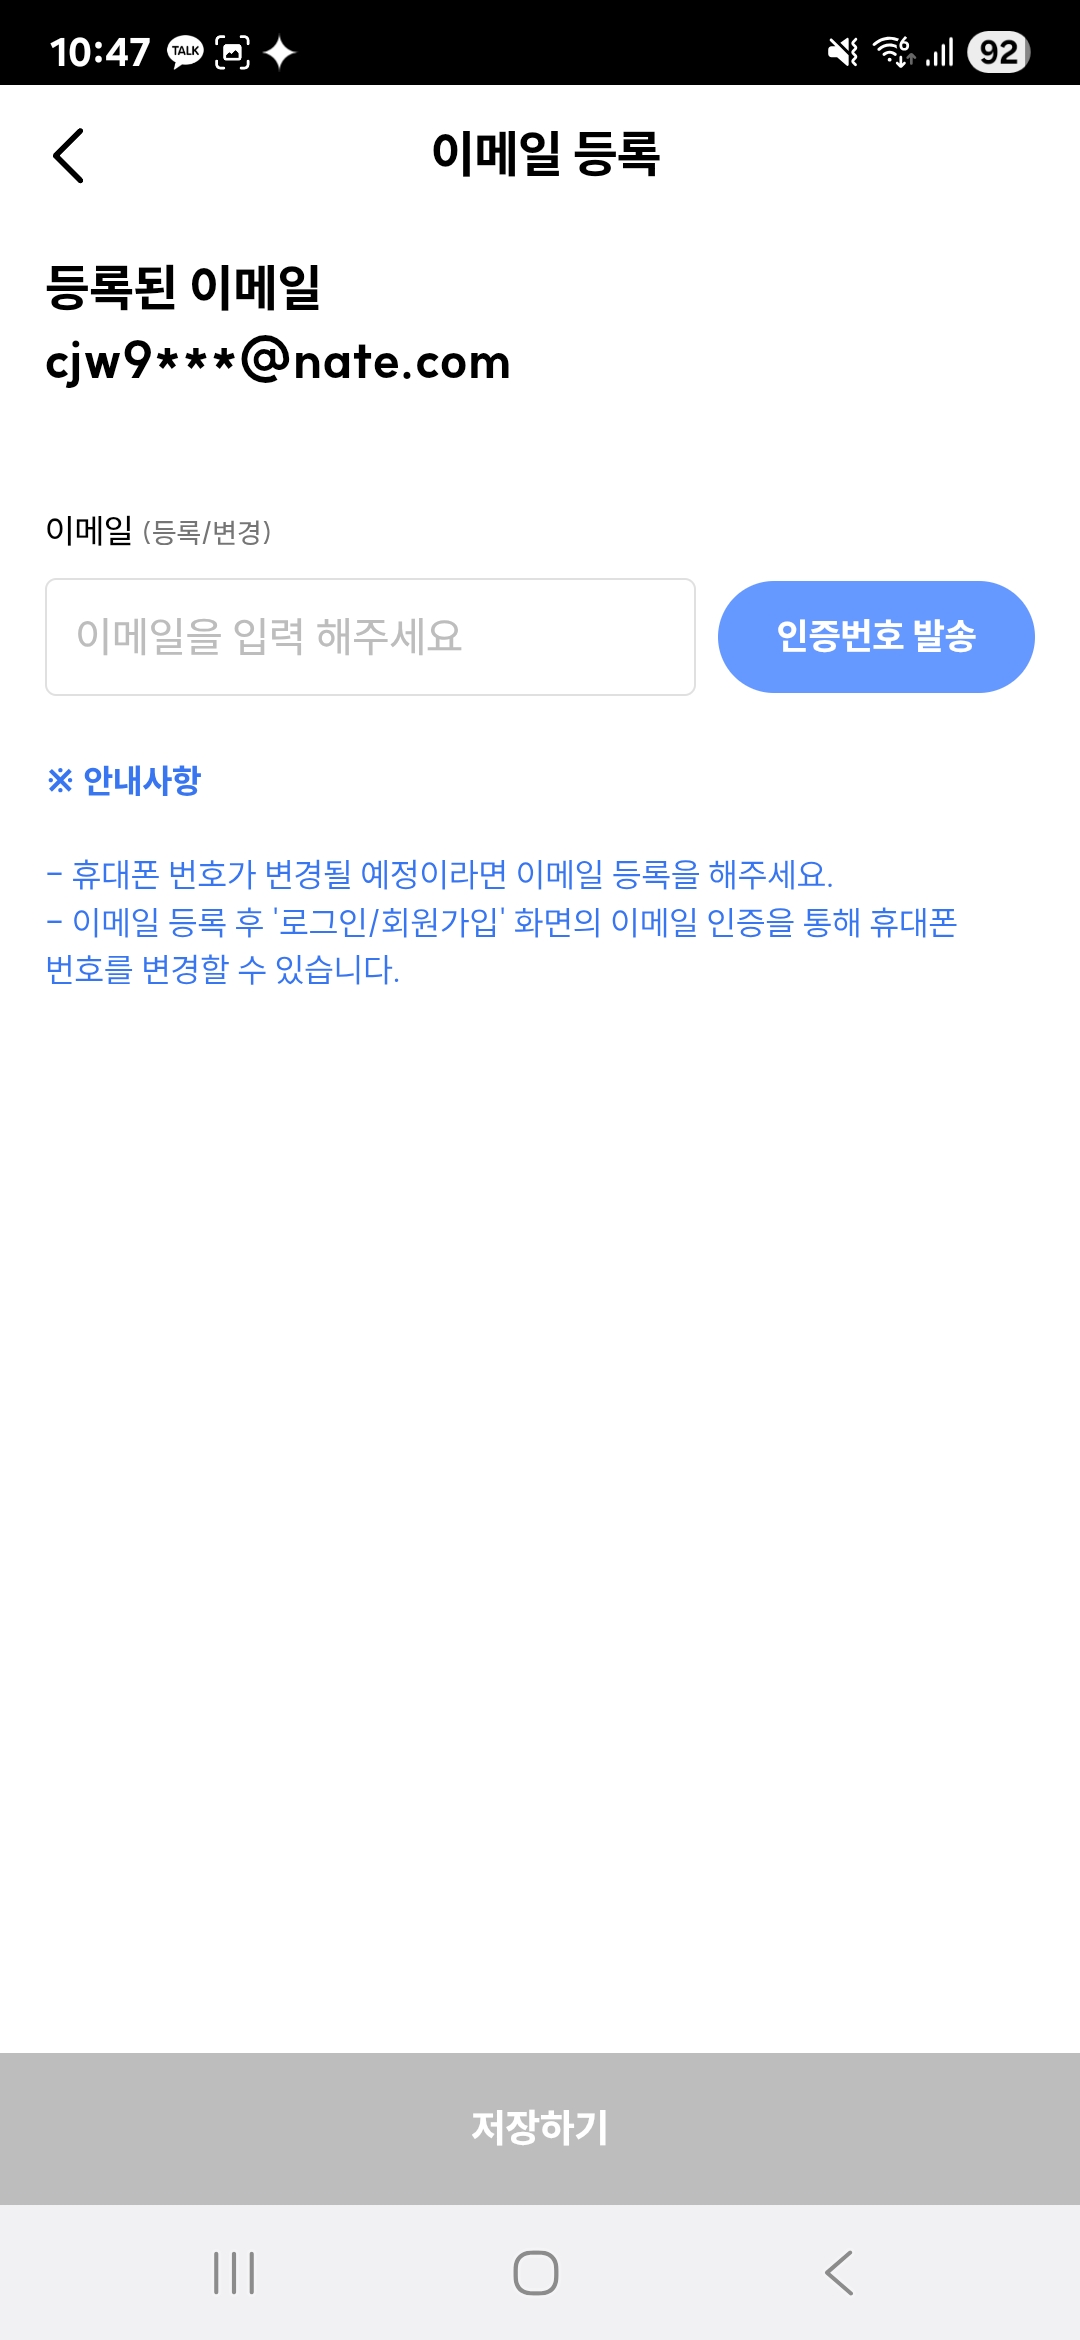 10:47 TALK 6 92
이메일 등록
등록된 이메일
cjw9***@nate.com
이메일 (등록/변경)
이메일을 입력 해주세요
인증번호 발송
※ 안내사항
- 휴대폰 번호가 변경될 예정이라면 이메일 등록을 해주세요.
- 이메일 등록 후 '로그인/회원가입' 화면의 이메일 인증을 통해 휴대폰
번호를 변경할 수 있습니다.
저장하기